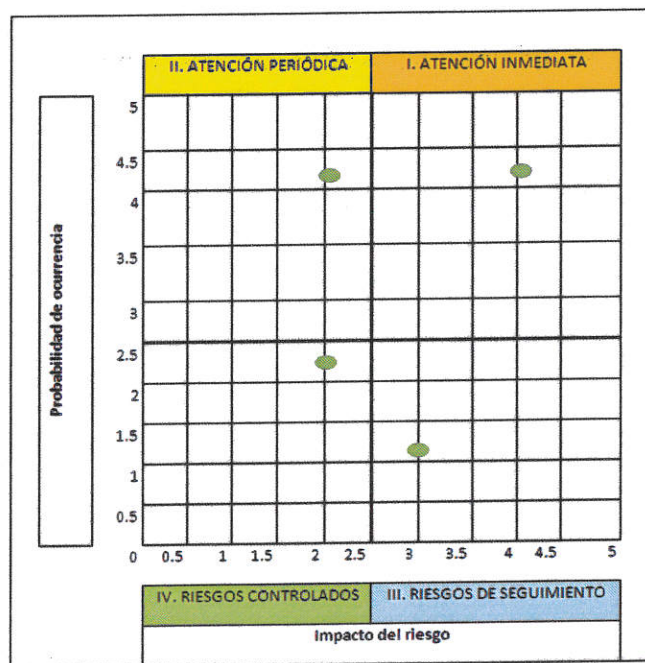 II. ATENCIÓN PERIÓDICA
I. ATENCIÓN INMEDIATA
Probabilidad de ocurrencia
5
4.5
4
3.5
3
2.5
2
1.5
1
0.5
0 0.5 1 1.5 2 2.5 3 3.5 4 4.5 5
IV. RIESGOS CONTROLADOS
III. RIESGOS DE SEGUIMIENTO
Impacto del riesgo